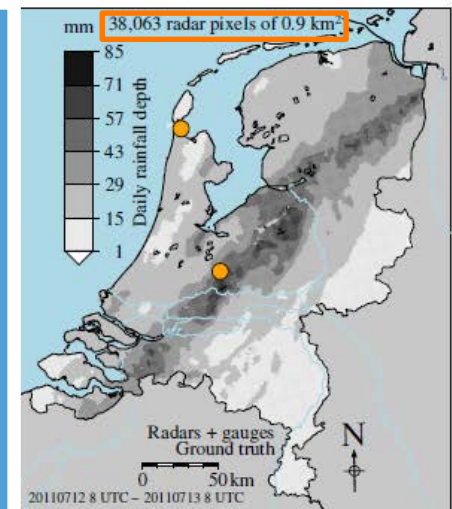 mm 38,063 radar pixels of 0.9 km²
85
71
57
43
29
15
1
Daily rainfall depth
Radars + gauges
Ground truth
N
0 50 km
20110712 8 UTC – 20110713 8 UTC